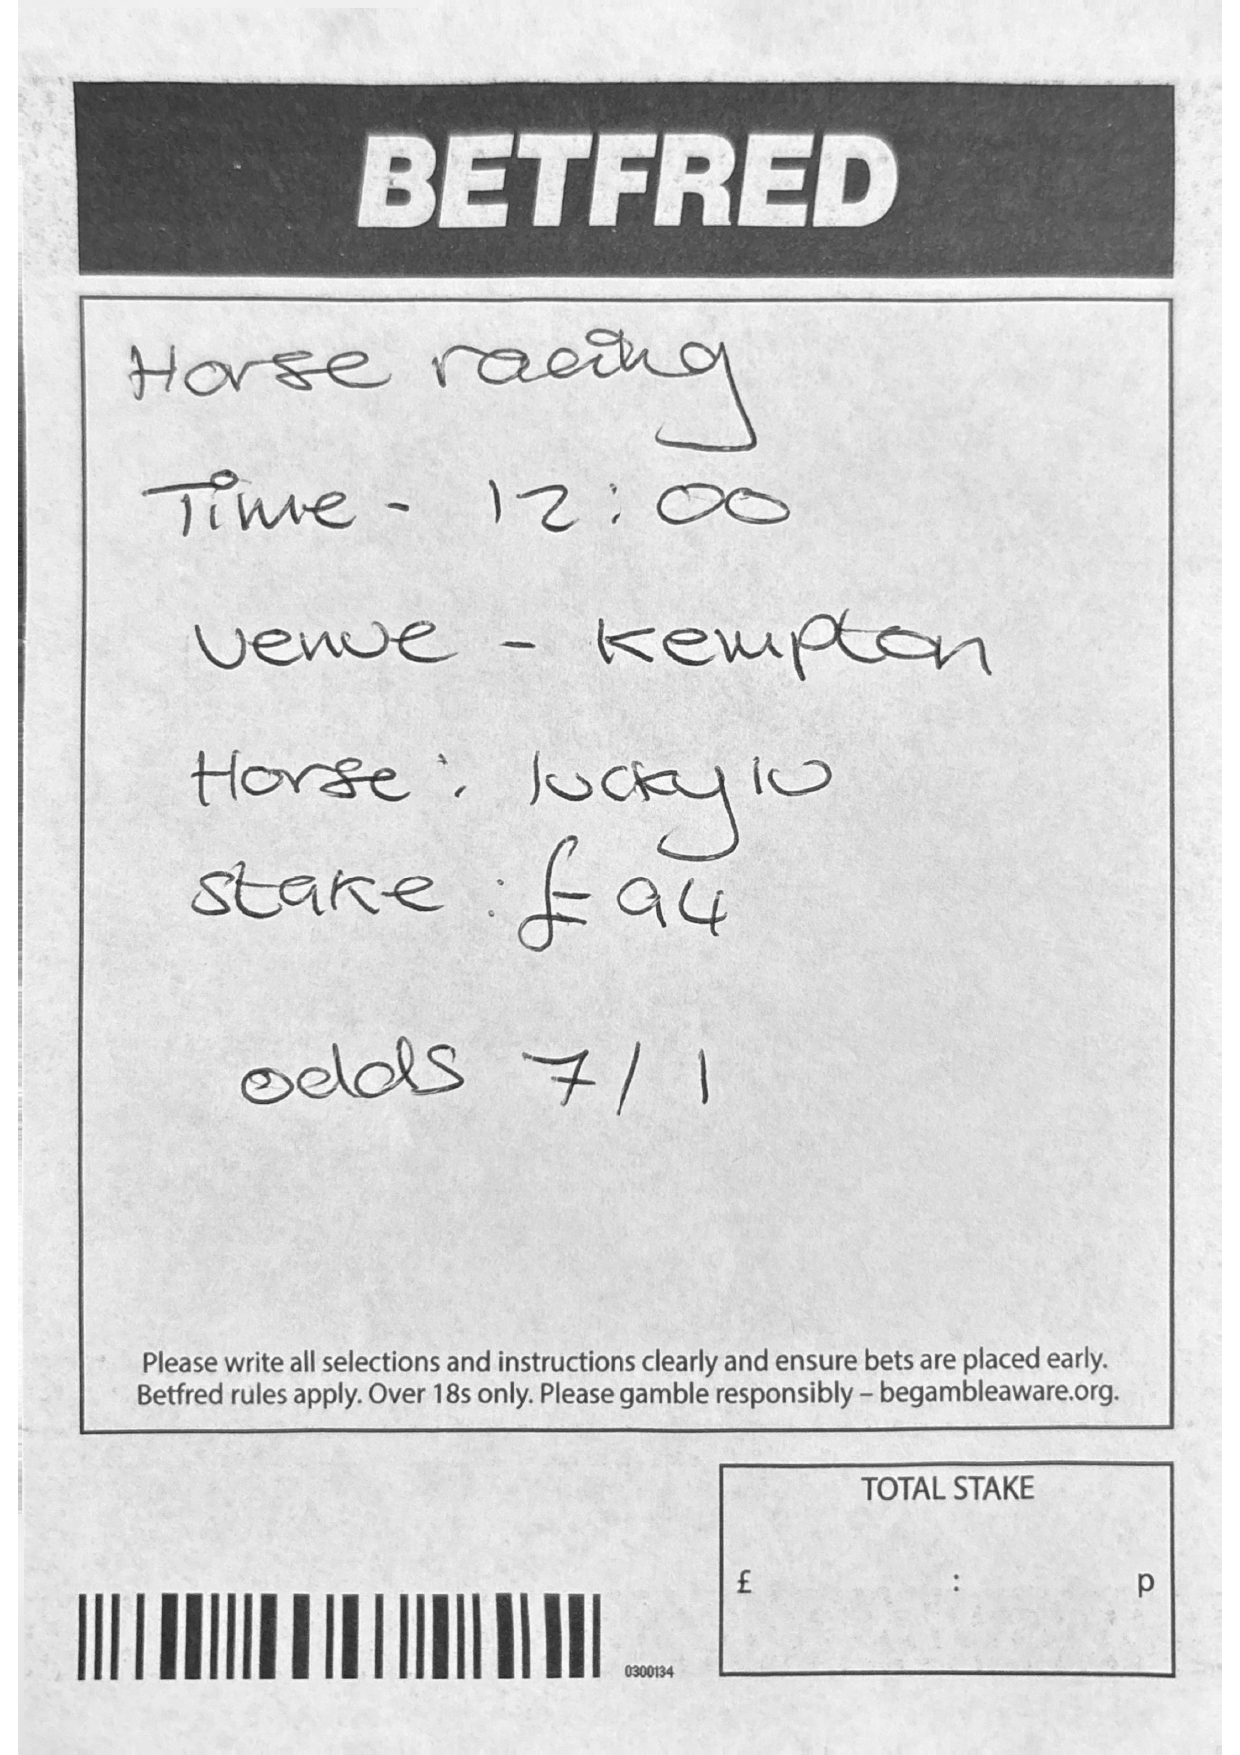 BETFRED
Horse racing
Time - 12:00
venue - Kempton
Horse: lucky 10
stake: £94
odds 7/1
Please write all selections and instructions clearly and ensure bets are placed early.
Betfred rules apply. Over 18s only. Please gamble responsibly – begambleaware.org.
TOTAL STAKE
£ : p
0300134